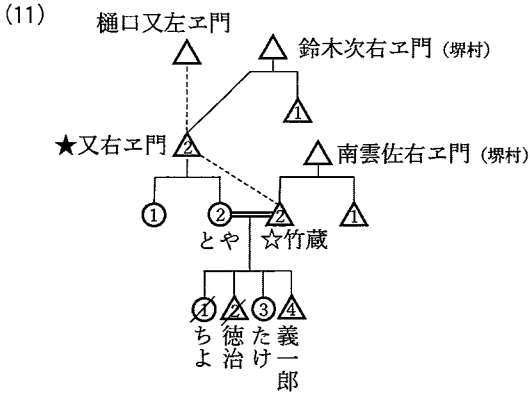 (11)
樋口又左ヱ門
鈴木次右ヱ門 (堺村)
1
★又右ヱ門
2
南雲佐右ヱ門 (堺村)
1
2
2
1
とや
☆竹蔵
1
2
3
4
ちよ
徳治
たけ
義一郎